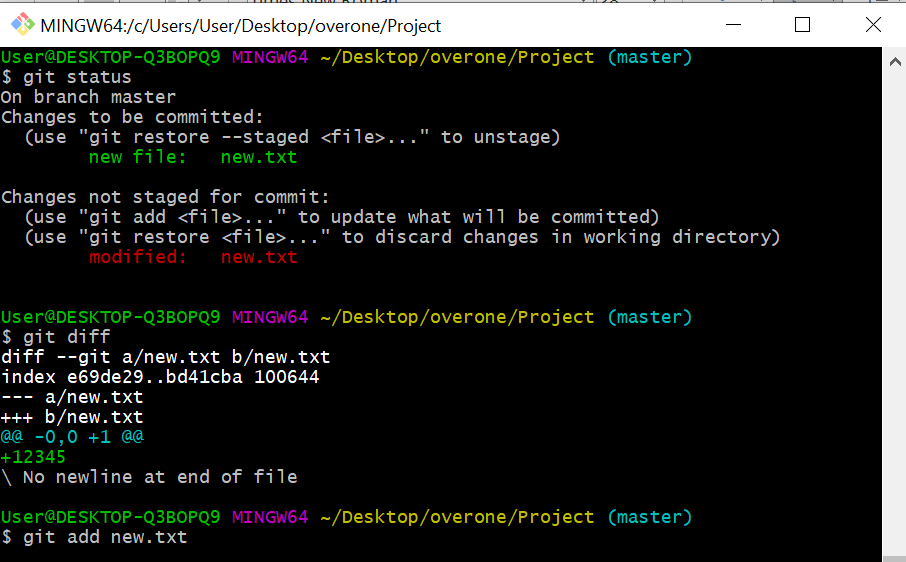 MINGW64:/c/Users/User/Desktop/overone/Project
User@DESKTOP-Q3BOPQ9 MINGW64 ~/Desktop/overone/Project (master)
$ git status
On branch master
Changes to be committed:
  (use "git restore --staged <file>..." to unstage)
        new file:   new.txt

Changes not staged for commit:
  (use "git add <file>..." to update what will be committed)
  (use "git restore <file>..." to discard changes in working directory)
        modified:   new.txt

User@DESKTOP-Q3BOPQ9 MINGW64 ~/Desktop/overone/Project (master)
$ git diff
diff --git a/new.txt b/new.txt
index e69de29..bd41cba 100644
--- a/new.txt
+++ b/new.txt
@@ -0,0 +1 @@
+12345
\ No newline at end of file

User@DESKTOP-Q3BOPQ9 MINGW64 ~/Desktop/overone/Project (master)
$ git add new.txt